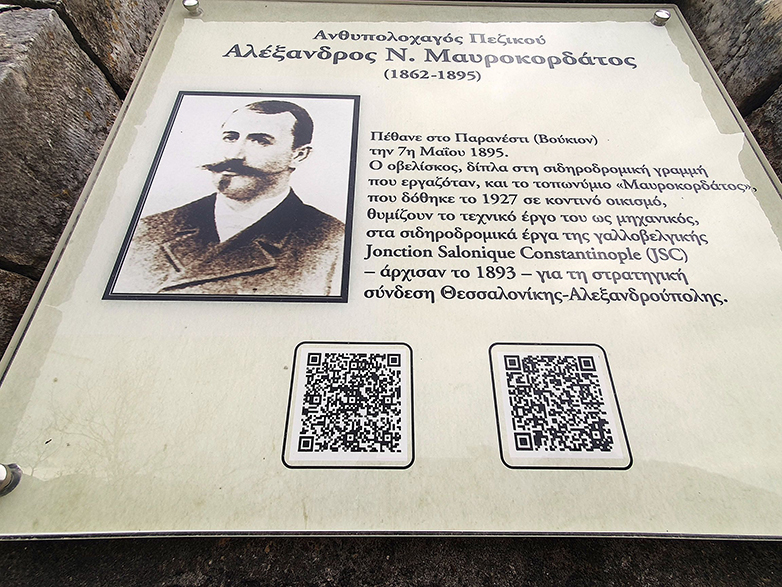 Ανθυπολοχαγός Πεζικού
Αλέξανδρος Ν. Μαυροκορδάτος
(1862-1895)
Πέθανε στο Παρανέστι (Βούκιον)
την 7η Μαΐου 1895.
Ο οβελίσκος, δίπλα στη σιδηροδρομική γραμμή
που εργαζόταν, και το τοπωνύμιο «Μαυροκορδάτος»,
που δόθηκε το 1927 σε κοντινό οικισμό,
θυμίζουν το τεχνικό έργο του ως μηχανικός,
στα σιδηροδρομικά έργα της γαλλοβελγικής
Jonction Salonique Constantinople (JSC)
– άρχισαν το 1893 – για τη στρατηγική
σύνδεση Θεσσαλονίκης-Αλεξανδρούπολης.